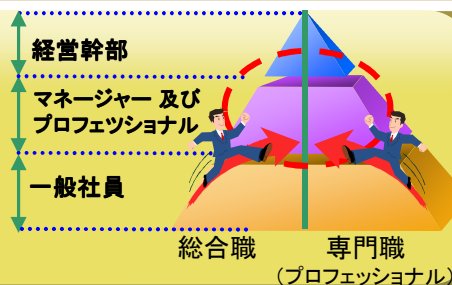 経営幹部
マネージャー 及び
プロフェッショナル
一般社員
総合職
専門職
(プロフェッショナル)